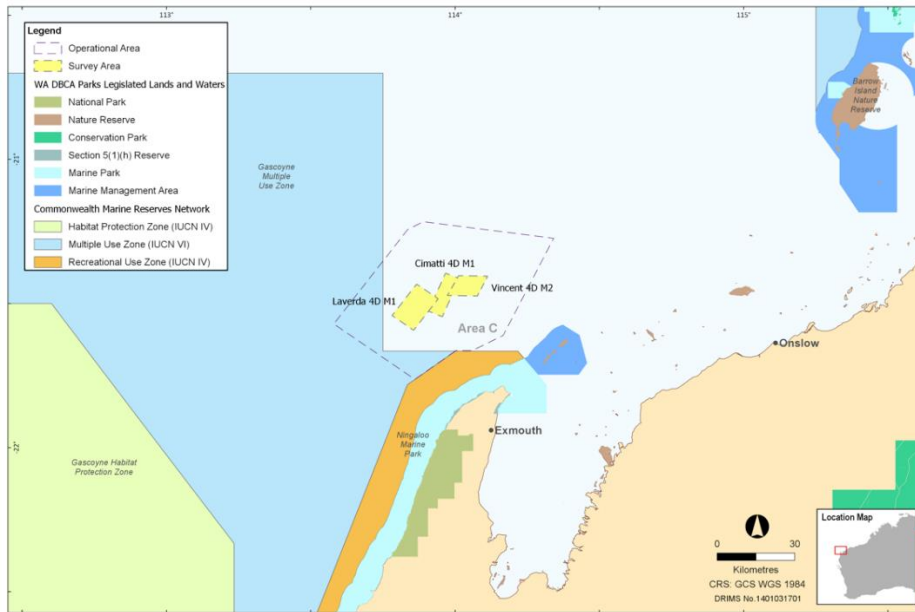 113°
114°
115°
Legend
Operational Area
Survey Area
WA DBCA Parks Legislated Lands and Waters
National Park
Nature Reserve
Conservation Park
Section 5(1)(h) Reserve
Marine Park
Marine Management Area
Commonwealth Marine Reserves Network
Habitat Protection Zone (IUCN IV)
Multiple Use Zone (IUCN VI)
Recreational Use Zone (IUCN IV)
Barrow
Island
Nature
Reserve
-21°
Gascoyne
Multiple
Use Zone
Cimatti 4D M1
Vincent 4D M2
Laverda 4D M1
Area C
Onslow
Exmouth
Ningaloo
Marine
Park
-22°
Gascoyne Habitat
Protection Zone
0 30
Kilometres
CRS: GCS WGS 1984
DRIMS No.1401031701
Location Map